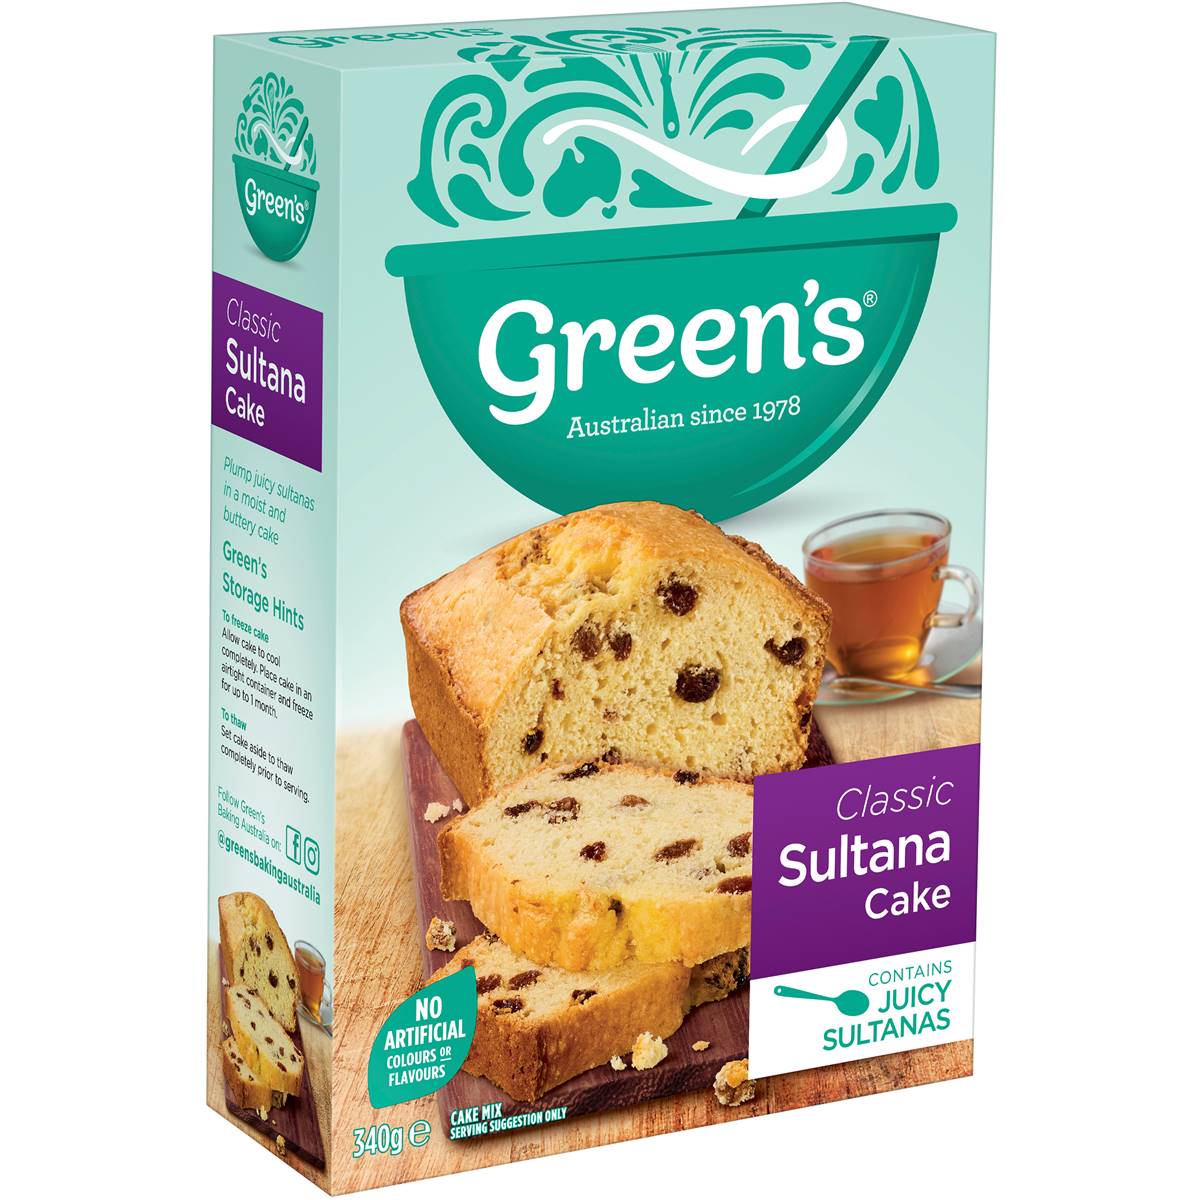 Green's
Green's®
Classic
Sultana
Cake
Plump juicy sultanas
in a moist and
buttery cake
Green's
Storage Hints
To freeze cake
Allow cake to cool
completely. Place cake in an
airtight container and freeze
for up to 1 month.
To thaw
Set cake aside to thaw
completely prior to serving.
Follow Green's
Baking Australia on:
@greensbakingaustralia
Green's®
Australian since 1978
Classic
Sultana
Cake
CONTAINS
JUICY
SULTANAS
NO
ARTIFICIAL
COLOURS OR
FLAVOURS
CAKE MIX
SERVING SUGGESTION ONLY
340g e